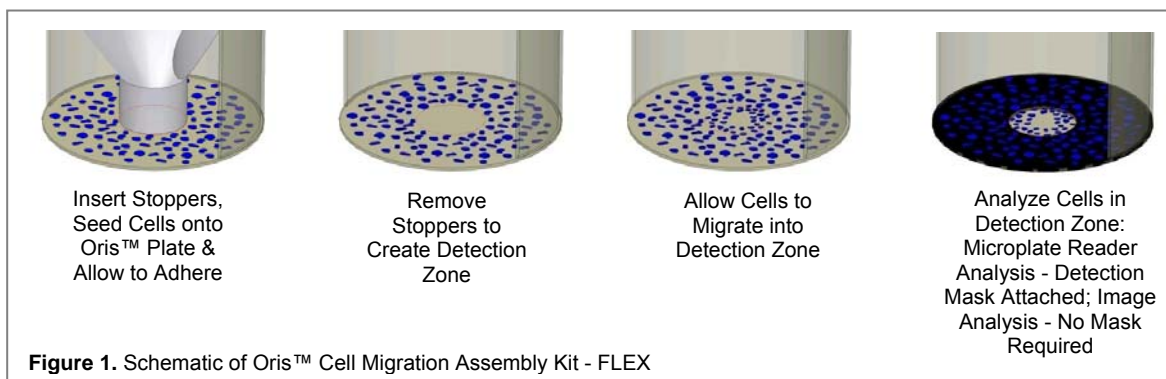 Insert Stoppers,
Seed Cells onto
Oris™ Plate &
Allow to Adhere
Remove
Stoppers to
Create Detection
Zone
Allow Cells to
Migrate into
Detection Zone
Analyze Cells in
Detection Zone:
Microplate Reader
Analysis - Detection
Mask Attached; Image
Analysis - No Mask
Required
Figure 1. Schematic of Oris™ Cell Migration Assembly Kit - FLEX